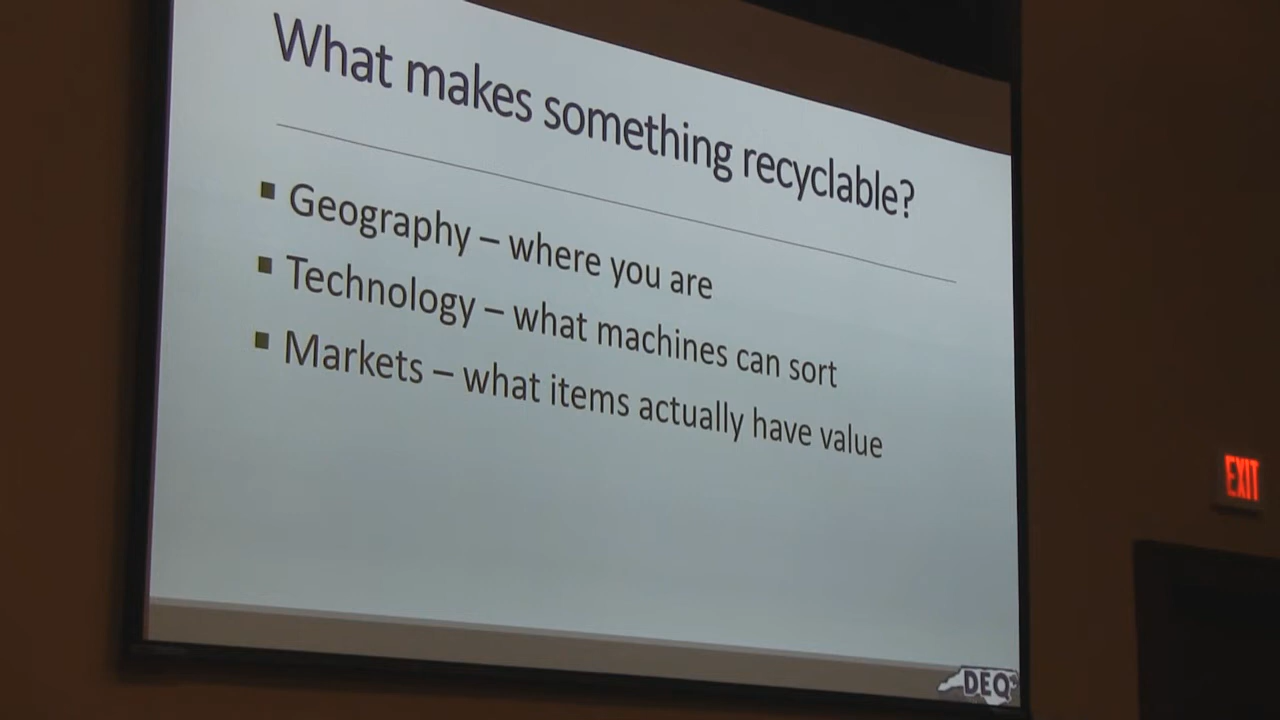 What makes something recyclable?
▪ Geography – where you are
▪ Technology – what machines can sort
▪ Markets – what items actually have value
EXIT
DEQ